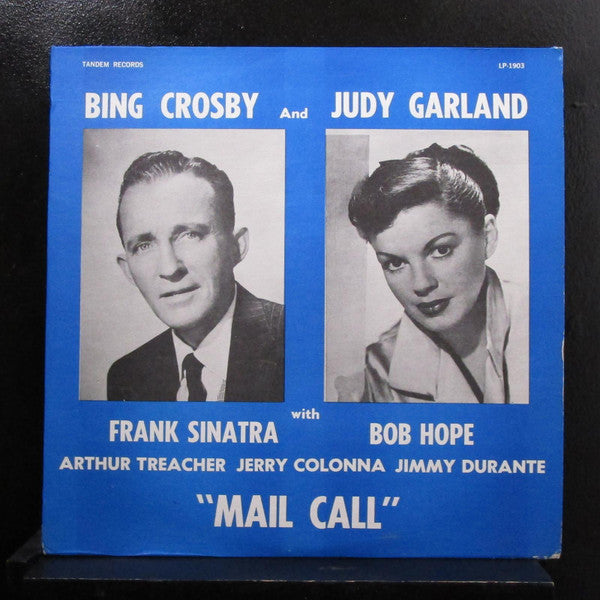 TANDEM RECORDS LP-1903
BING CROSBY And JUDY GARLAND
with
FRANK SINATRA BOB HOPE
ARTHUR TREACHER JERRY COLONNA JIMMY DURANTE
"MAIL CALL"